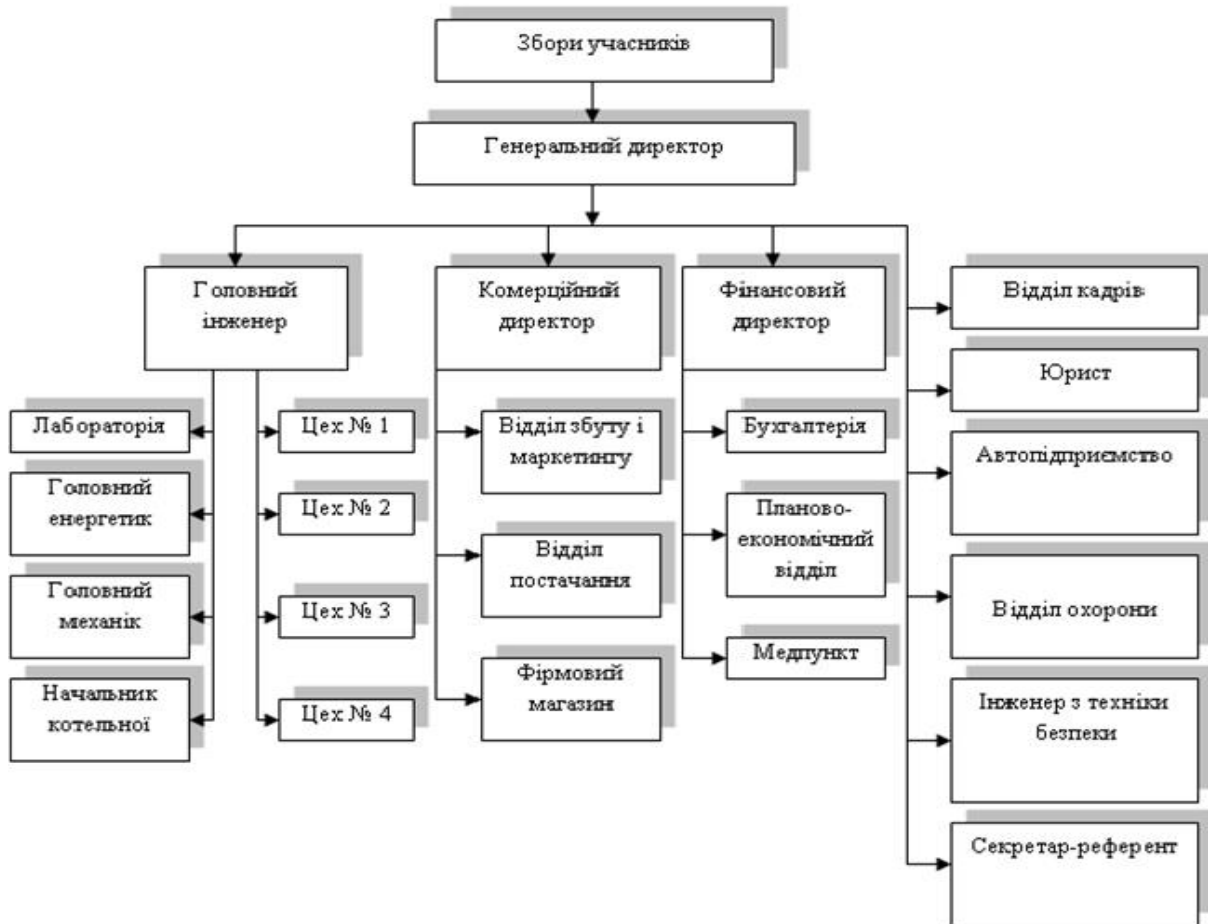 Збори учасників
Генеральний директор
Головний
інженер
Комерційний
директор
Фінансовий
директор
Відділ кадрів
Юрист
Автопідприємство
Відділ охорони
Інженер з техніки
безпеки
Секретар-референт
Лабораторія
Головний
енергетик
Головний
механік
Начальник
котельної
Цех № 1
Цех № 2
Цех № 3
Цех № 4
Відділ збуту і
маркетингу
Відділ
постачання
Фірмовий
магазин
Бухгалтерія
Планово-
економічний
відділ
Медпункт